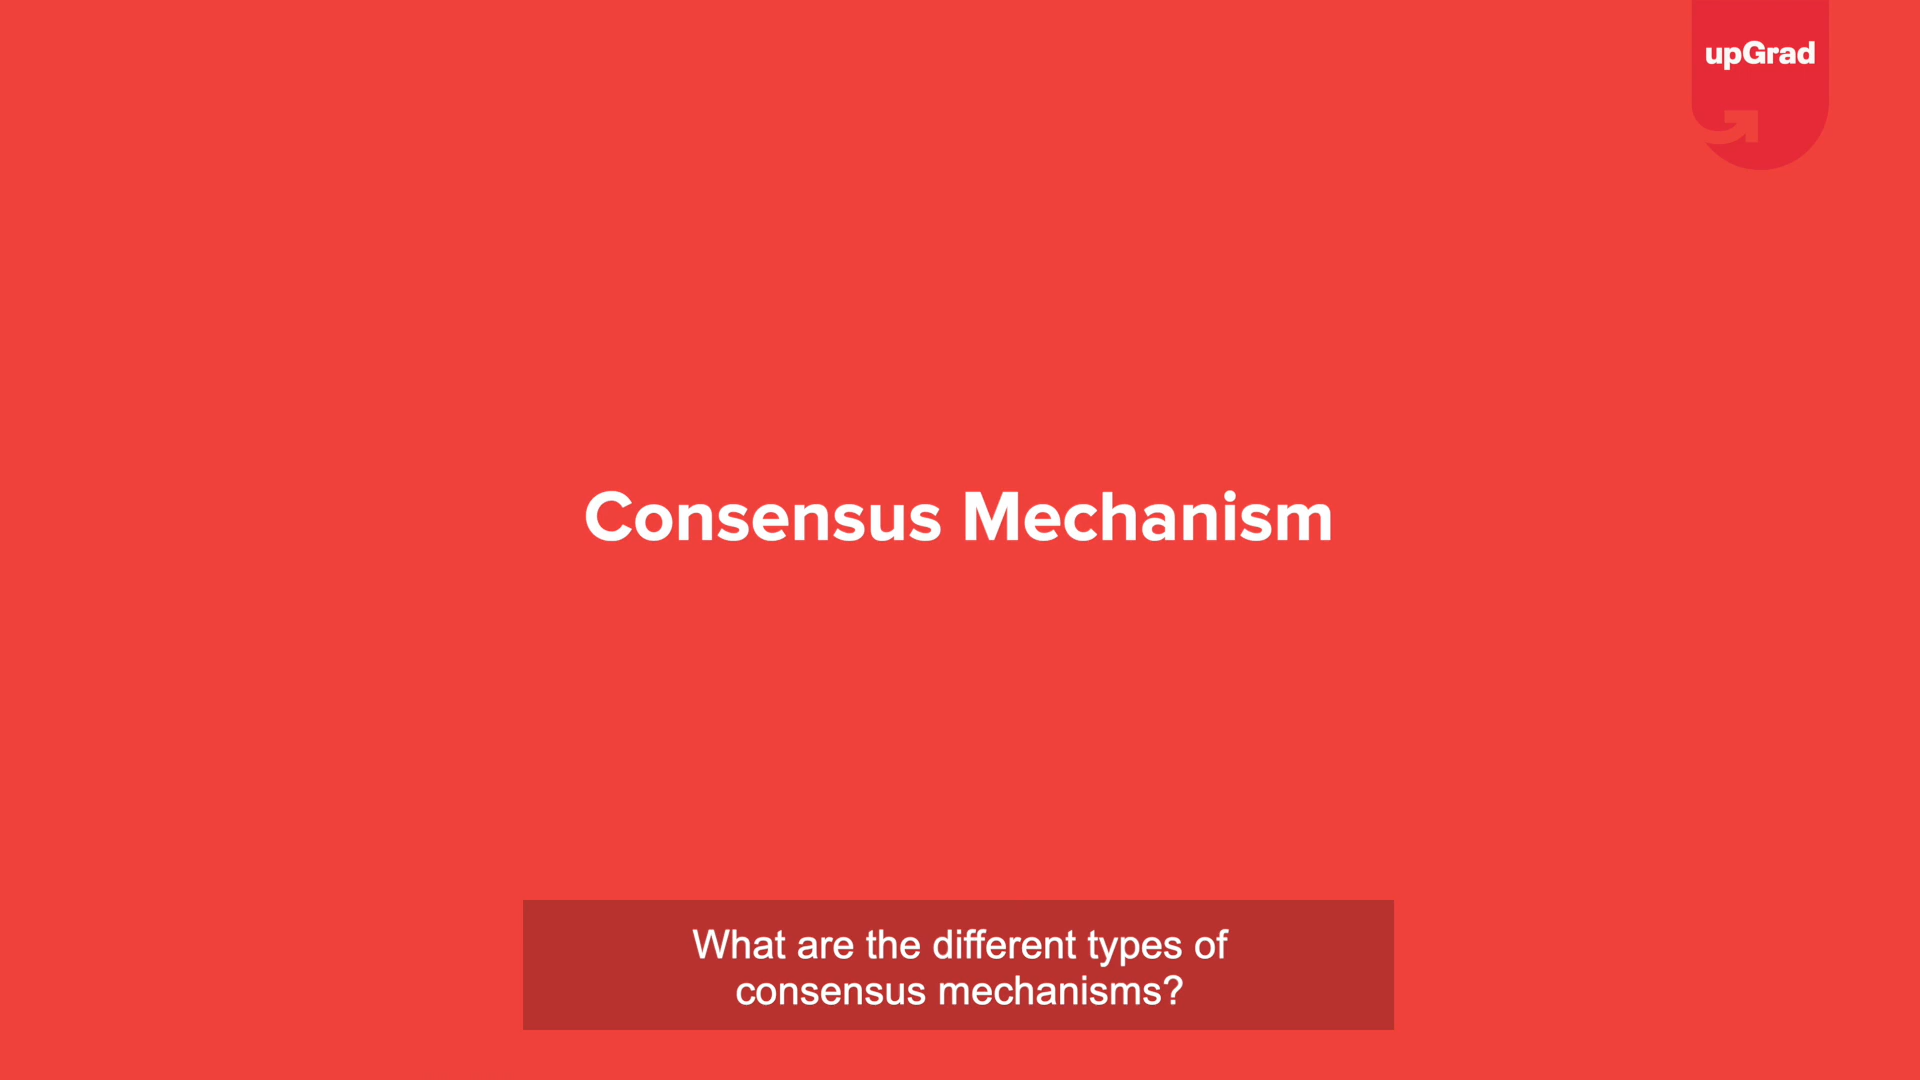 upGrad
Consensus Mechanism
What are the different types of
consensus mechanisms?